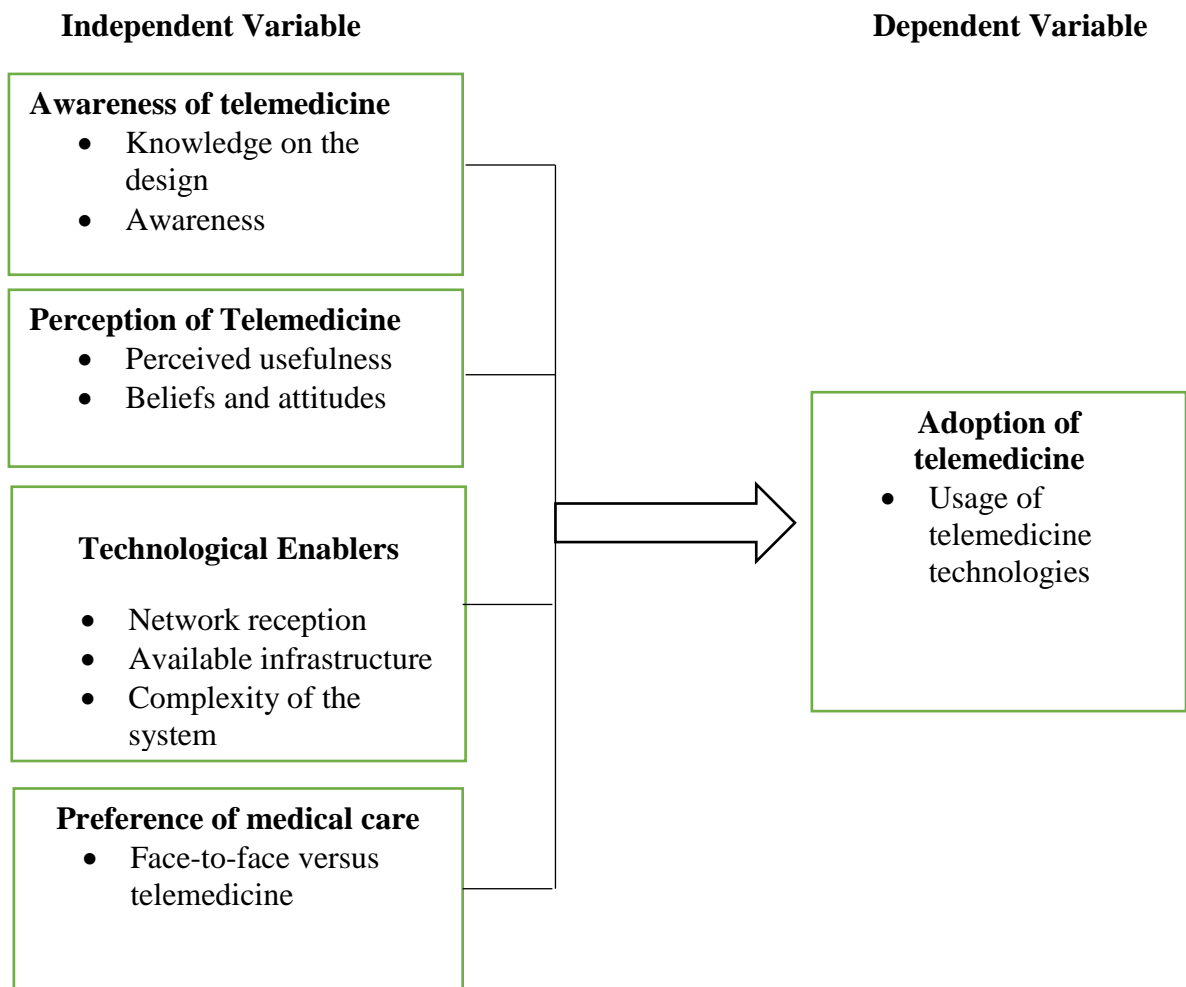 Independent Variable
Dependent Variable
Awareness of telemedicine
• Knowledge on the
design
• Awareness
Perception of Telemedicine
• Perceived usefulness
• Beliefs and attitudes
Technological Enablers
• Network reception
• Available infrastructure
• Complexity of the
system
Preference of medical care
• Face-to-face versus
telemedicine
Adoption of
telemedicine
• Usage of
telemedicine
technologies